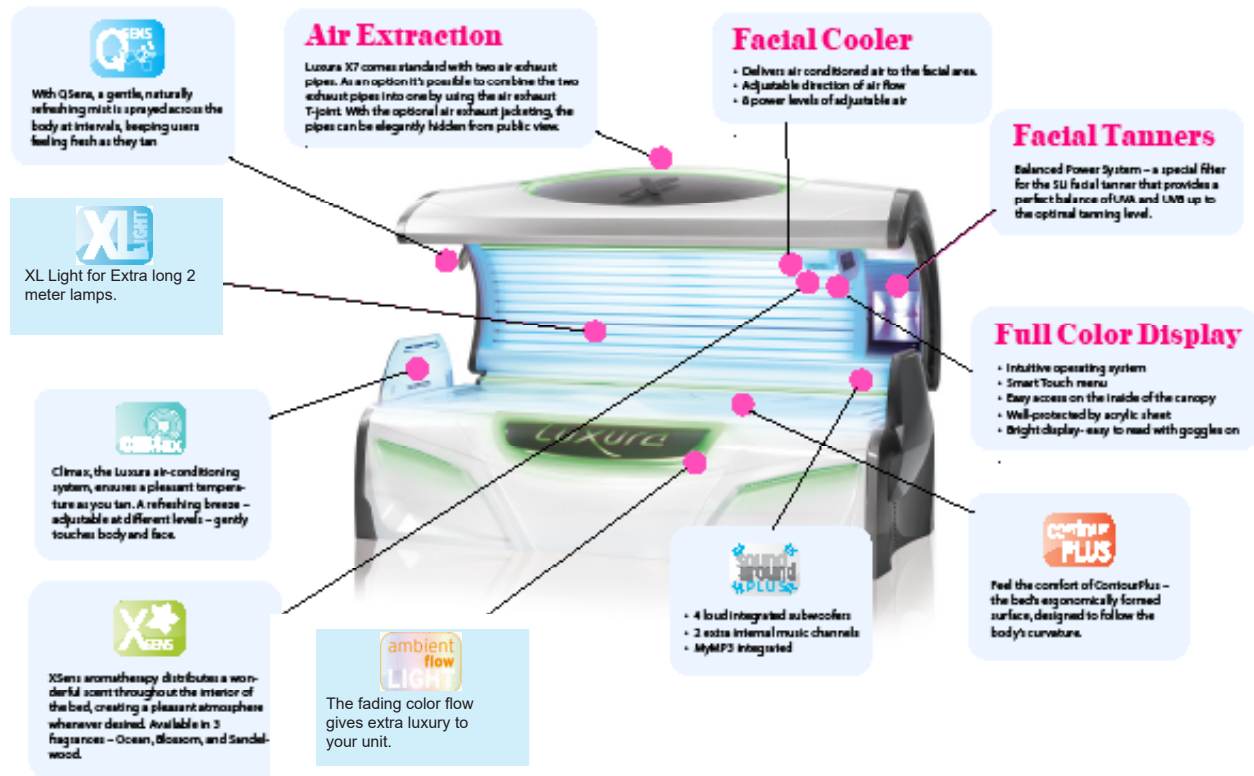 QSENS
With QSens, a gentle, naturally
refreshing mist is sprayed across the
body at intervals, keeping users
feeling fresh as they tan
Air Extraction
Luxura X7 comes standard with two air exhaust
pipes. As an option it's possible to combine the two
exhaust pipes into one by using the air exhaust
T-joint. With the optional air exhaust jacketing, the
pipes can be elegantly hidden from public view.
.
Facial Cooler
• Delivers air conditioned air to the facial area.
• Adjustable direction of air flow
• 6 power levels of adjustable air
.
Facial Tanners
Balanced Power System – a special filter
for the SLI facial tanner that provides a
perfect balance of UVA and UVB up to
the optimal tanning level.
XL LIGHT
XL Light for Extra long 2
meter lamps.
Full Color Display
• Intuitive operating system
• Smart Touch menu
• Easy access on the inside of the canopy
• Well-protected by acrylic sheet
• Bright display- easy to read with goggles on
.
X
Luxura
CLIMAX
Climax, the Luxura air-conditioning
system, ensures a pleasant tempera-
ture as you tan. A refreshing breeze –
adjustable at different levels – gently
touches body and face.
contour
PLUS
Feel the comfort of ContourPlus –
the bed's ergonomically formed
surface, designed to follow the
body's curvature.
sound
around
PLUS
• 4 loud integrated subwoofers
• 2 extra internal music channels
• MyMP3 integrated
XSENS
XSens aromatherapy distributes a won-
derful scent throughout the interior of
the bed, creating a pleasant atmosphere
whenever desired. Available in 3
fragrances – Ocean, Blossom, and Sandel-
wood.
ambient
flow
LIGHT
The fading color flow
gives extra luxury to
your unit.